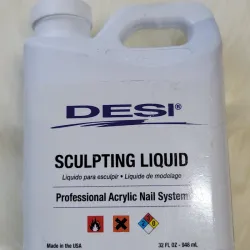 DESI®
SCULPTING LIQUID
Liquido para esculpir • Liquide de modelage
Professional Acrylic Nail System
Made in the USA
32 FL OZ - 946 mL